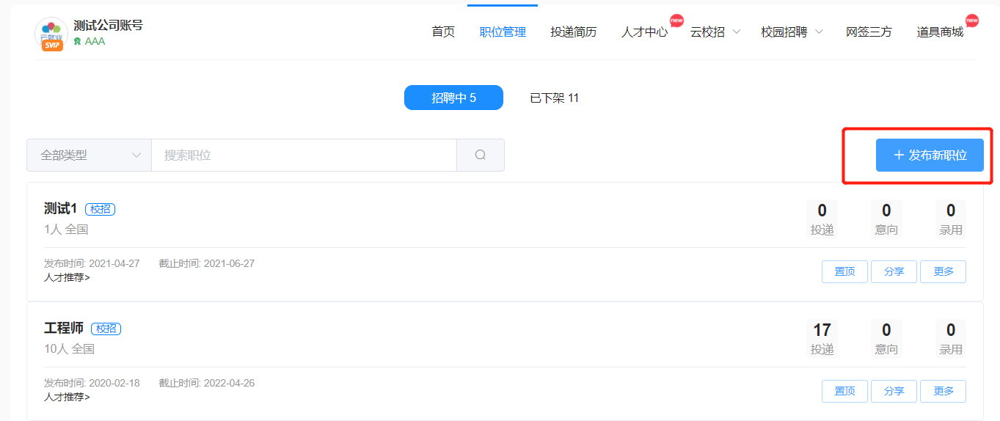 测试公司账号
AAA
云就业
SVIP
首页 职位管理 投递简历 人才中心 new 云校招 校园招聘 网签三方 道具商城 new
招聘中 5 已下架 11
全部类型 搜索职位 + 发布新职位
测试1 校招
1人 全国
0 0 0
投递 意向 录用
发布时间: 2021-04-27 截止时间: 2021-06-27
人才推荐>
置顶 分享 更多
工程师 校招
10人 全国
17 0 0
投递 意向 录用
发布时间: 2020-02-18 截止时间: 2022-04-26
人才推荐>
置顶 分享 更多